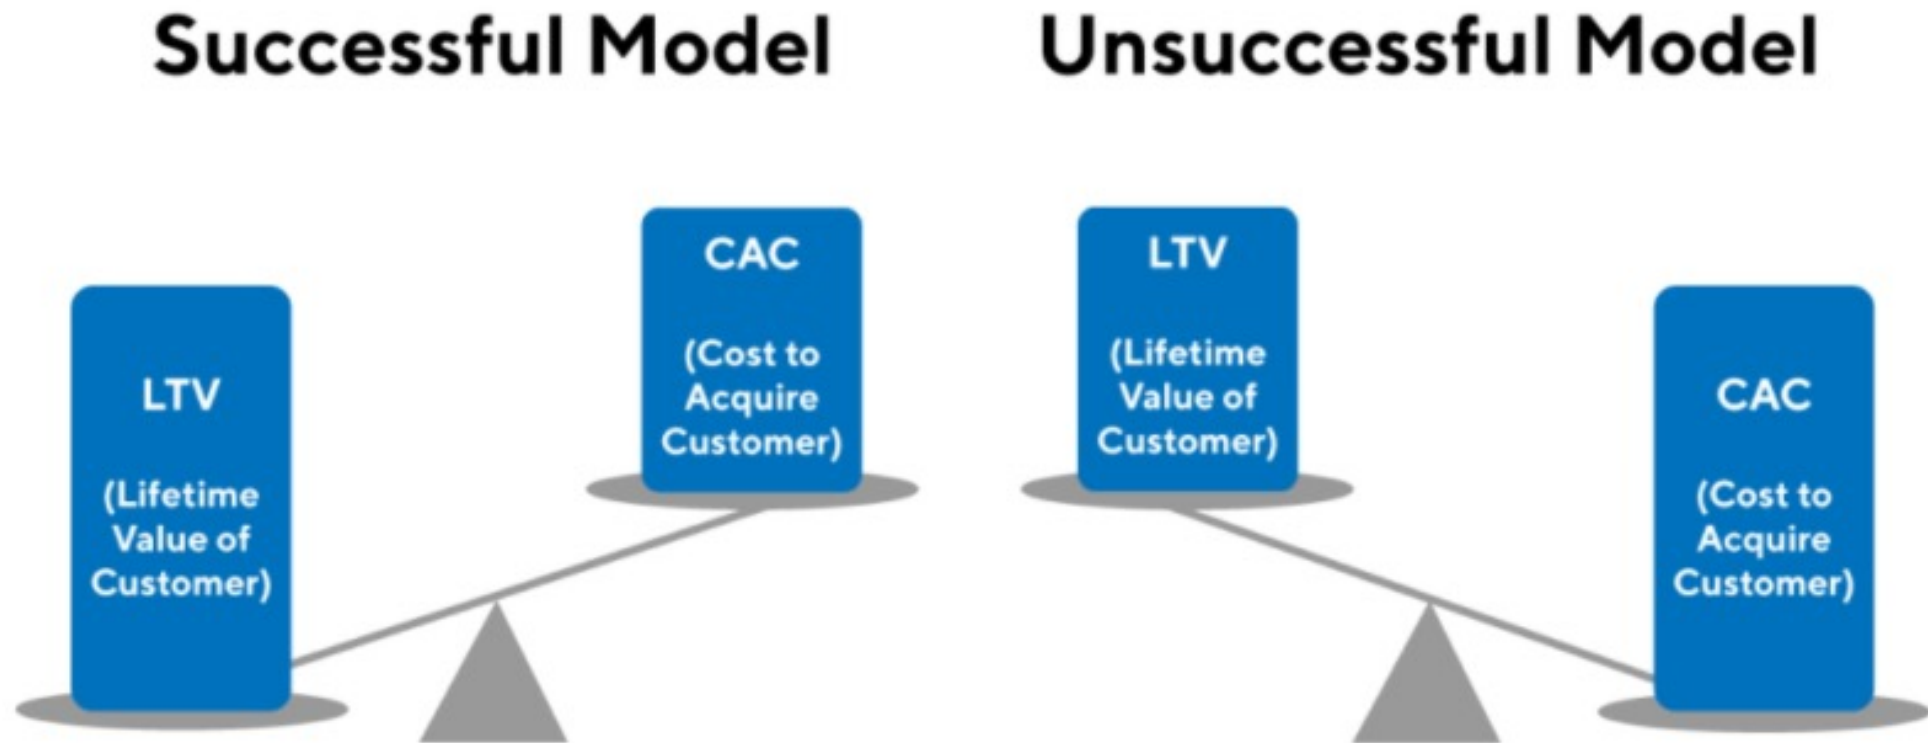 Successful Model
LTV
(Lifetime
Value of
Customer)
CAC
(Cost to
Acquire
Customer)
Unsuccessful Model
LTV
(Lifetime
Value of
Customer)
CAC
(Cost to
Acquire
Customer)